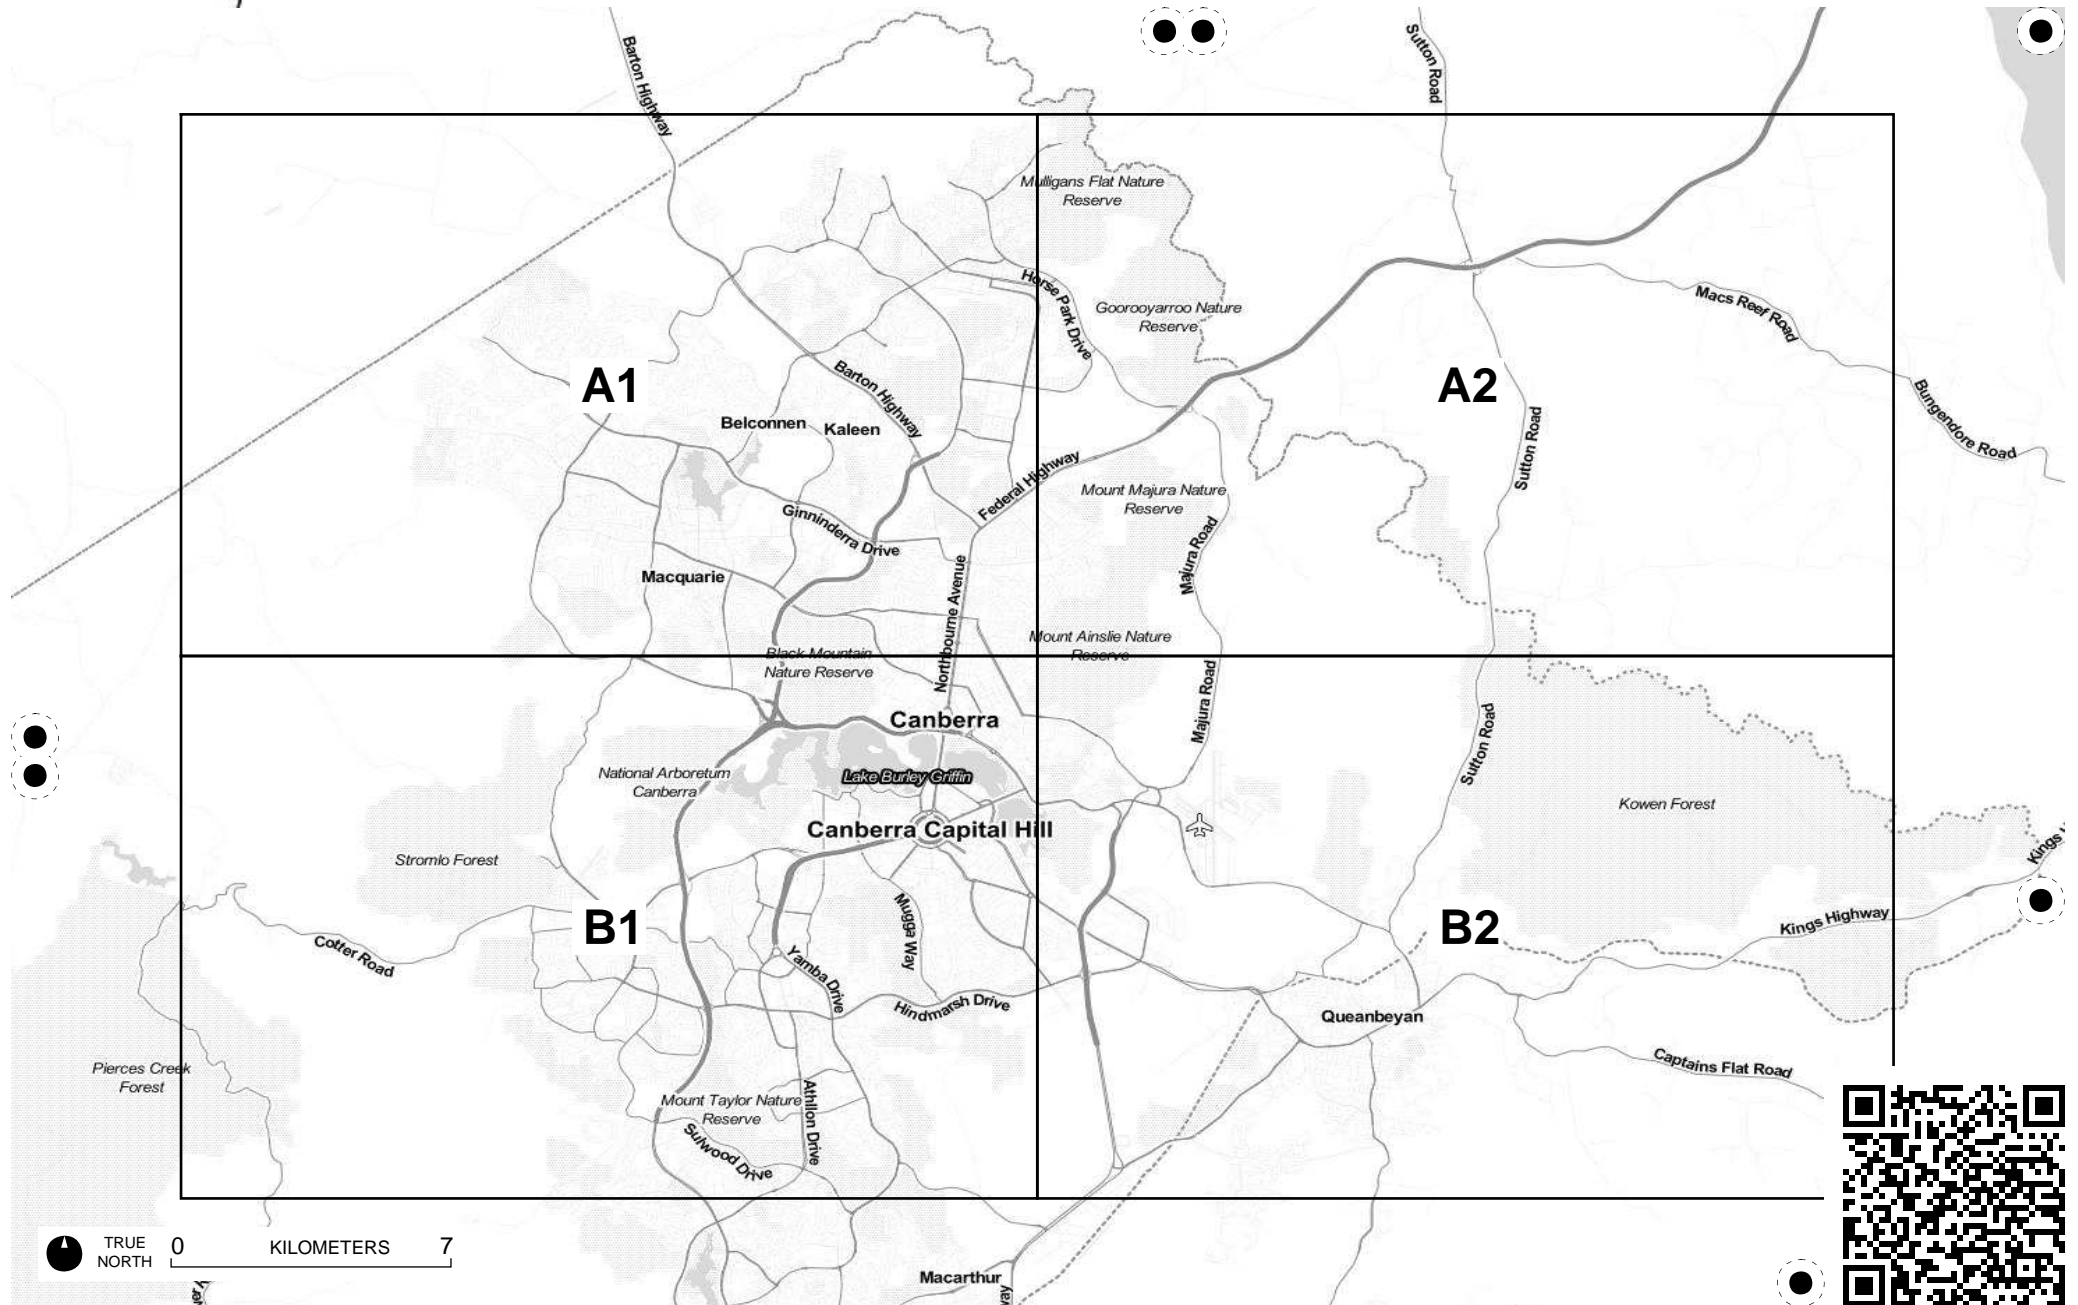 Barton Highway
Sutton Road
Mulligans Flat Nature
Reserve
Horse Park Drive
Goorooyarroo Nature
Reserve
Macs Reef Road
A1
A2
Barton Highway
Bungendore Road
Belconnen
Kaleen
Sutton Road
Federal Highway
Mount Majura Nature
Reserve
Ginninderra Drive
Majura Road
Macquarie
Northbourne Avenue
Mount Ainslie Nature
Reserve
Black Mountain
Nature Reserve
Majura Road
Canberra
Sutton Road
National Arboretum
Canberra
Lake Burley Griffin
Kowen Forest
Canberra Capital Hill
Kings
Stromlo Forest
B1
B2
Mugga Way
Kings Highway
Cotter Road
Yamba Drive
Hindmarsh Drive
Queanbeyan
Pierces Creek
Forest
Captains Flat Road
Mount Taylor Nature
Reserve
Athllon Drive
Sulwood Drive
TRUE
NORTH
0 KILOMETERS 7
Macarthur